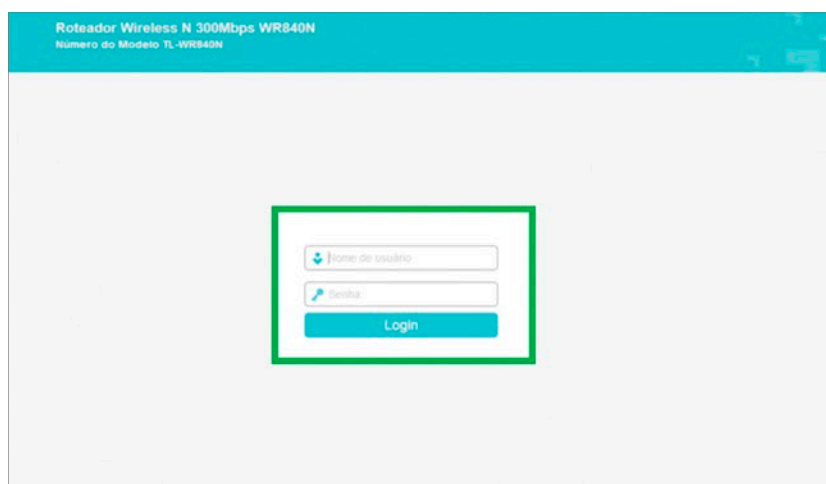 Roteador Wireless N 300Mbps WR840N
Número do Modelo TL-WR840N
Nome de usuário
Senha
Login